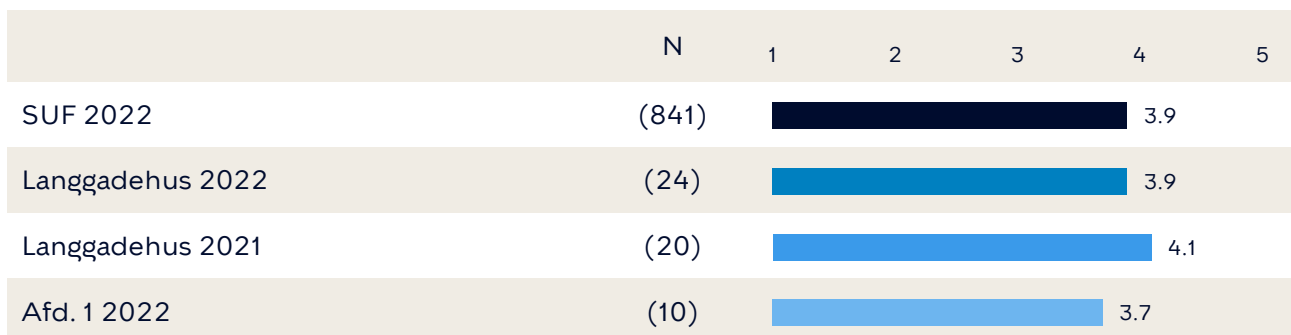 N 1 2 3 4 5
SUF 2022 (841) 3.9
Langgadehus 2022 (24) 3.9
Langgadehus 2021 (20) 4.1
Afd. 1 2022 (10) 3.7